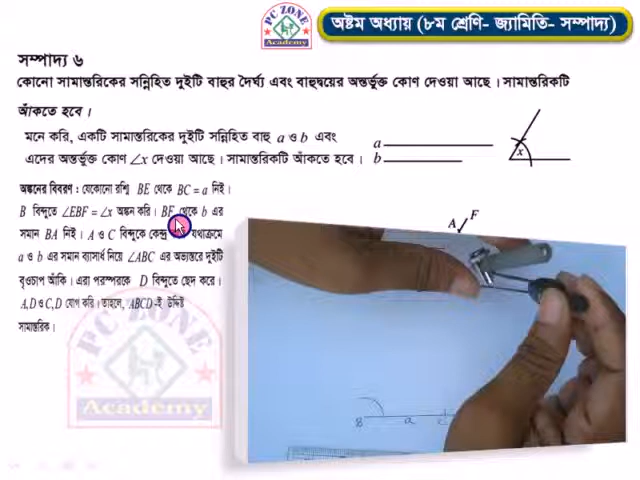 PC ZONE
Academy
অষ্টম অধ্যায় (৮ম শ্রেণি- জ্যামিতি- সম্পাদ্য)
সম্পাদ্য ৬
কোনো সামান্তরিকের সন্নিহিত দুইটি বাহুর দৈর্ঘ্য এবং বাহুদ্বয়ের অন্তর্ভুক্ত কোণ দেওয়া আছে । সামান্তরিকটি
আঁকতে হবে ।
মনে করি, একটি সামান্তরিকের দুইটি সন্নিহিত বাহু a ও b এবং
এদের অন্তর্ভুক্ত কোণ ∠x দেওয়া আছে । সামান্তরিকটি আঁকতে হবে ।
a
b
x
অঙ্কনের বিবরণ : যেকোনো রশ্মি BE থেকে BC = a নিই ।
B বিন্দুতে ∠EBF = ∠x অঙ্কন করি । BF থেকে b এর
সমান BA নিই । A ও C বিন্দুকে কেন্দ্র যথাক্রমে
a ও b এর সমান ব্যাসার্ধ নিয়ে ∠ABC এর অভ্যন্তরে দুইটি
বৃত্তচাপ আঁকি । এরা পরস্পরকে D বিন্দুতে ছেদ করে ।
A, D ও C, D যোগ করি । তাহলে, ABCD-ই উদ্দিষ্ট
সামান্তরিক ।
A F
B a C
PC ZONE
Academy